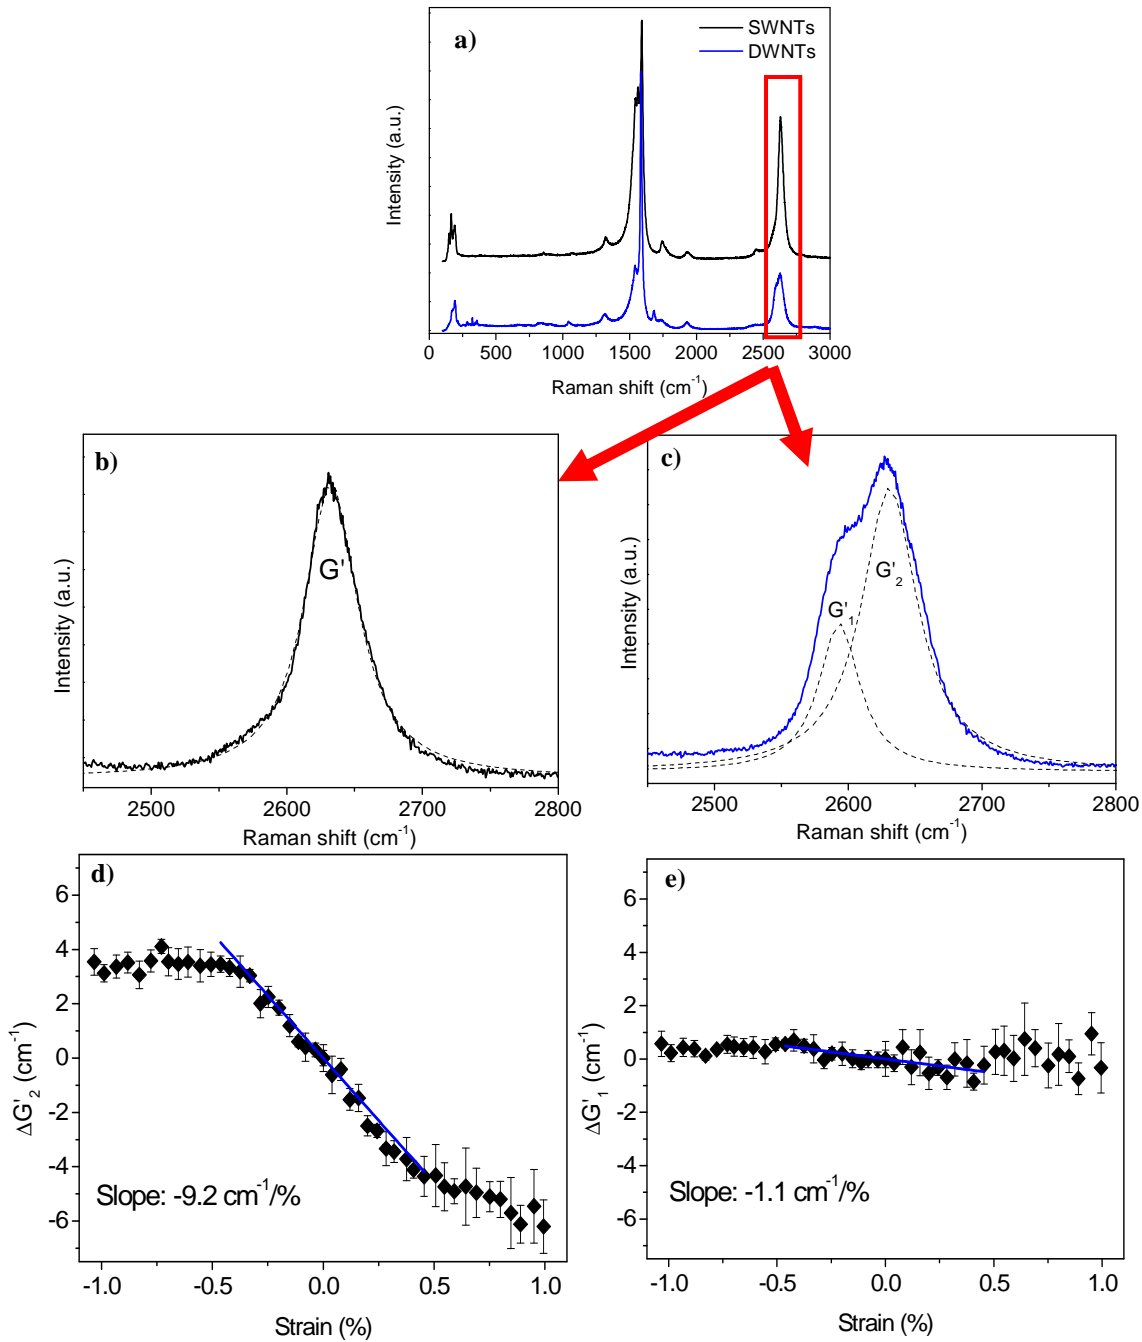 a)
SWNTs
DWNTs
Intensity (a.u.)
0 500 1000 1500 2000 2500 3000
Raman shift (cm-1)
b)
G'
Intensity (a.u.)
2500 2600 2700 2800
Raman shift (cm-1)
c)
G'1
G'2
Intensity (a.u.)
2500 2600 2700 2800
Raman shift (cm-1)
d)
6
4
2
0
-2
-4
-6
ΔG'2 (cm-1)
Slope: -9.2 cm-1/%
-1.0 -0.5 0.0 0.5 1.0
Strain (%)
e)
6
4
2
0
-2
-4
-6
ΔG'1 (cm-1)
Slope: -1.1 cm-1/%
-1.0 -0.5 0.0 0.5 1.0
Strain (%)